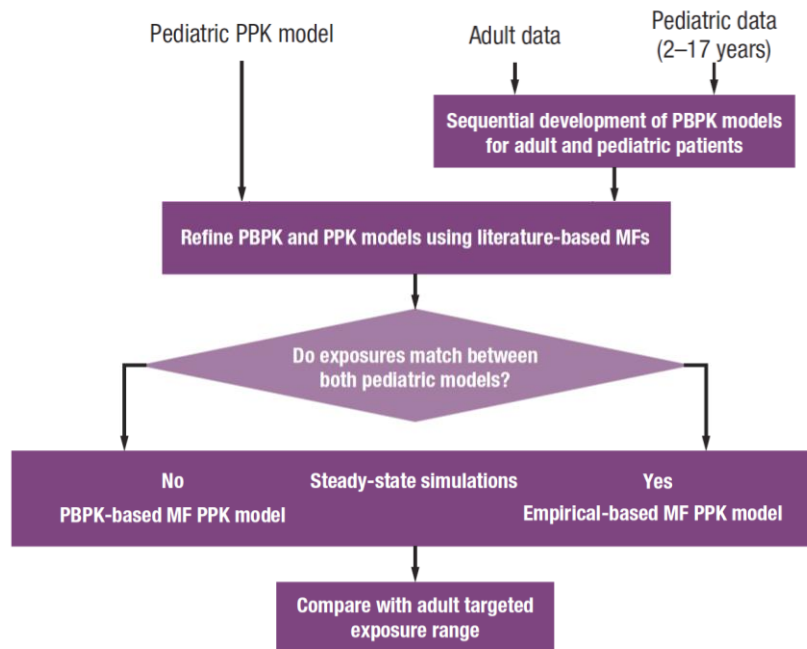 Pediatric PPK model
Adult data
Pediatric data
(2–17 years)
Sequential development of PBPK models
for adult and pediatric patients
Refine PBPK and PPK models using literature-based MFs
Do exposures match between
both pediatric models?
No
Steady-state simulations
Yes
PBPK-based MF PPK model
Empirical-based MF PPK model
Compare with adult targeted
exposure range